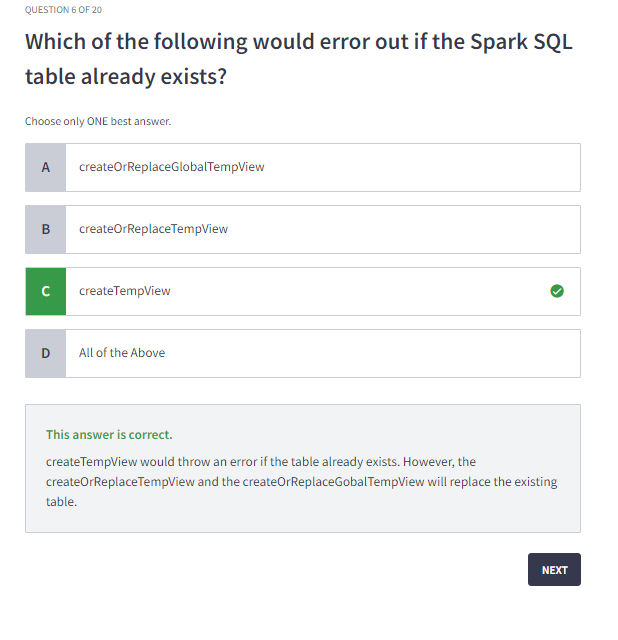 QUESTION 6 OF 20
Which of the following would error out if the Spark SQL
table already exists?
Choose only ONE best answer.
A createOrReplaceGlobalTempView
B createOrReplaceTempView
C createTempView
D All of the Above
This answer is correct.
createTempView would throw an error if the table already exists. However, the
createOrReplaceTempView and the createOrReplaceGobalTempView will replace the existing
table.
NEXT